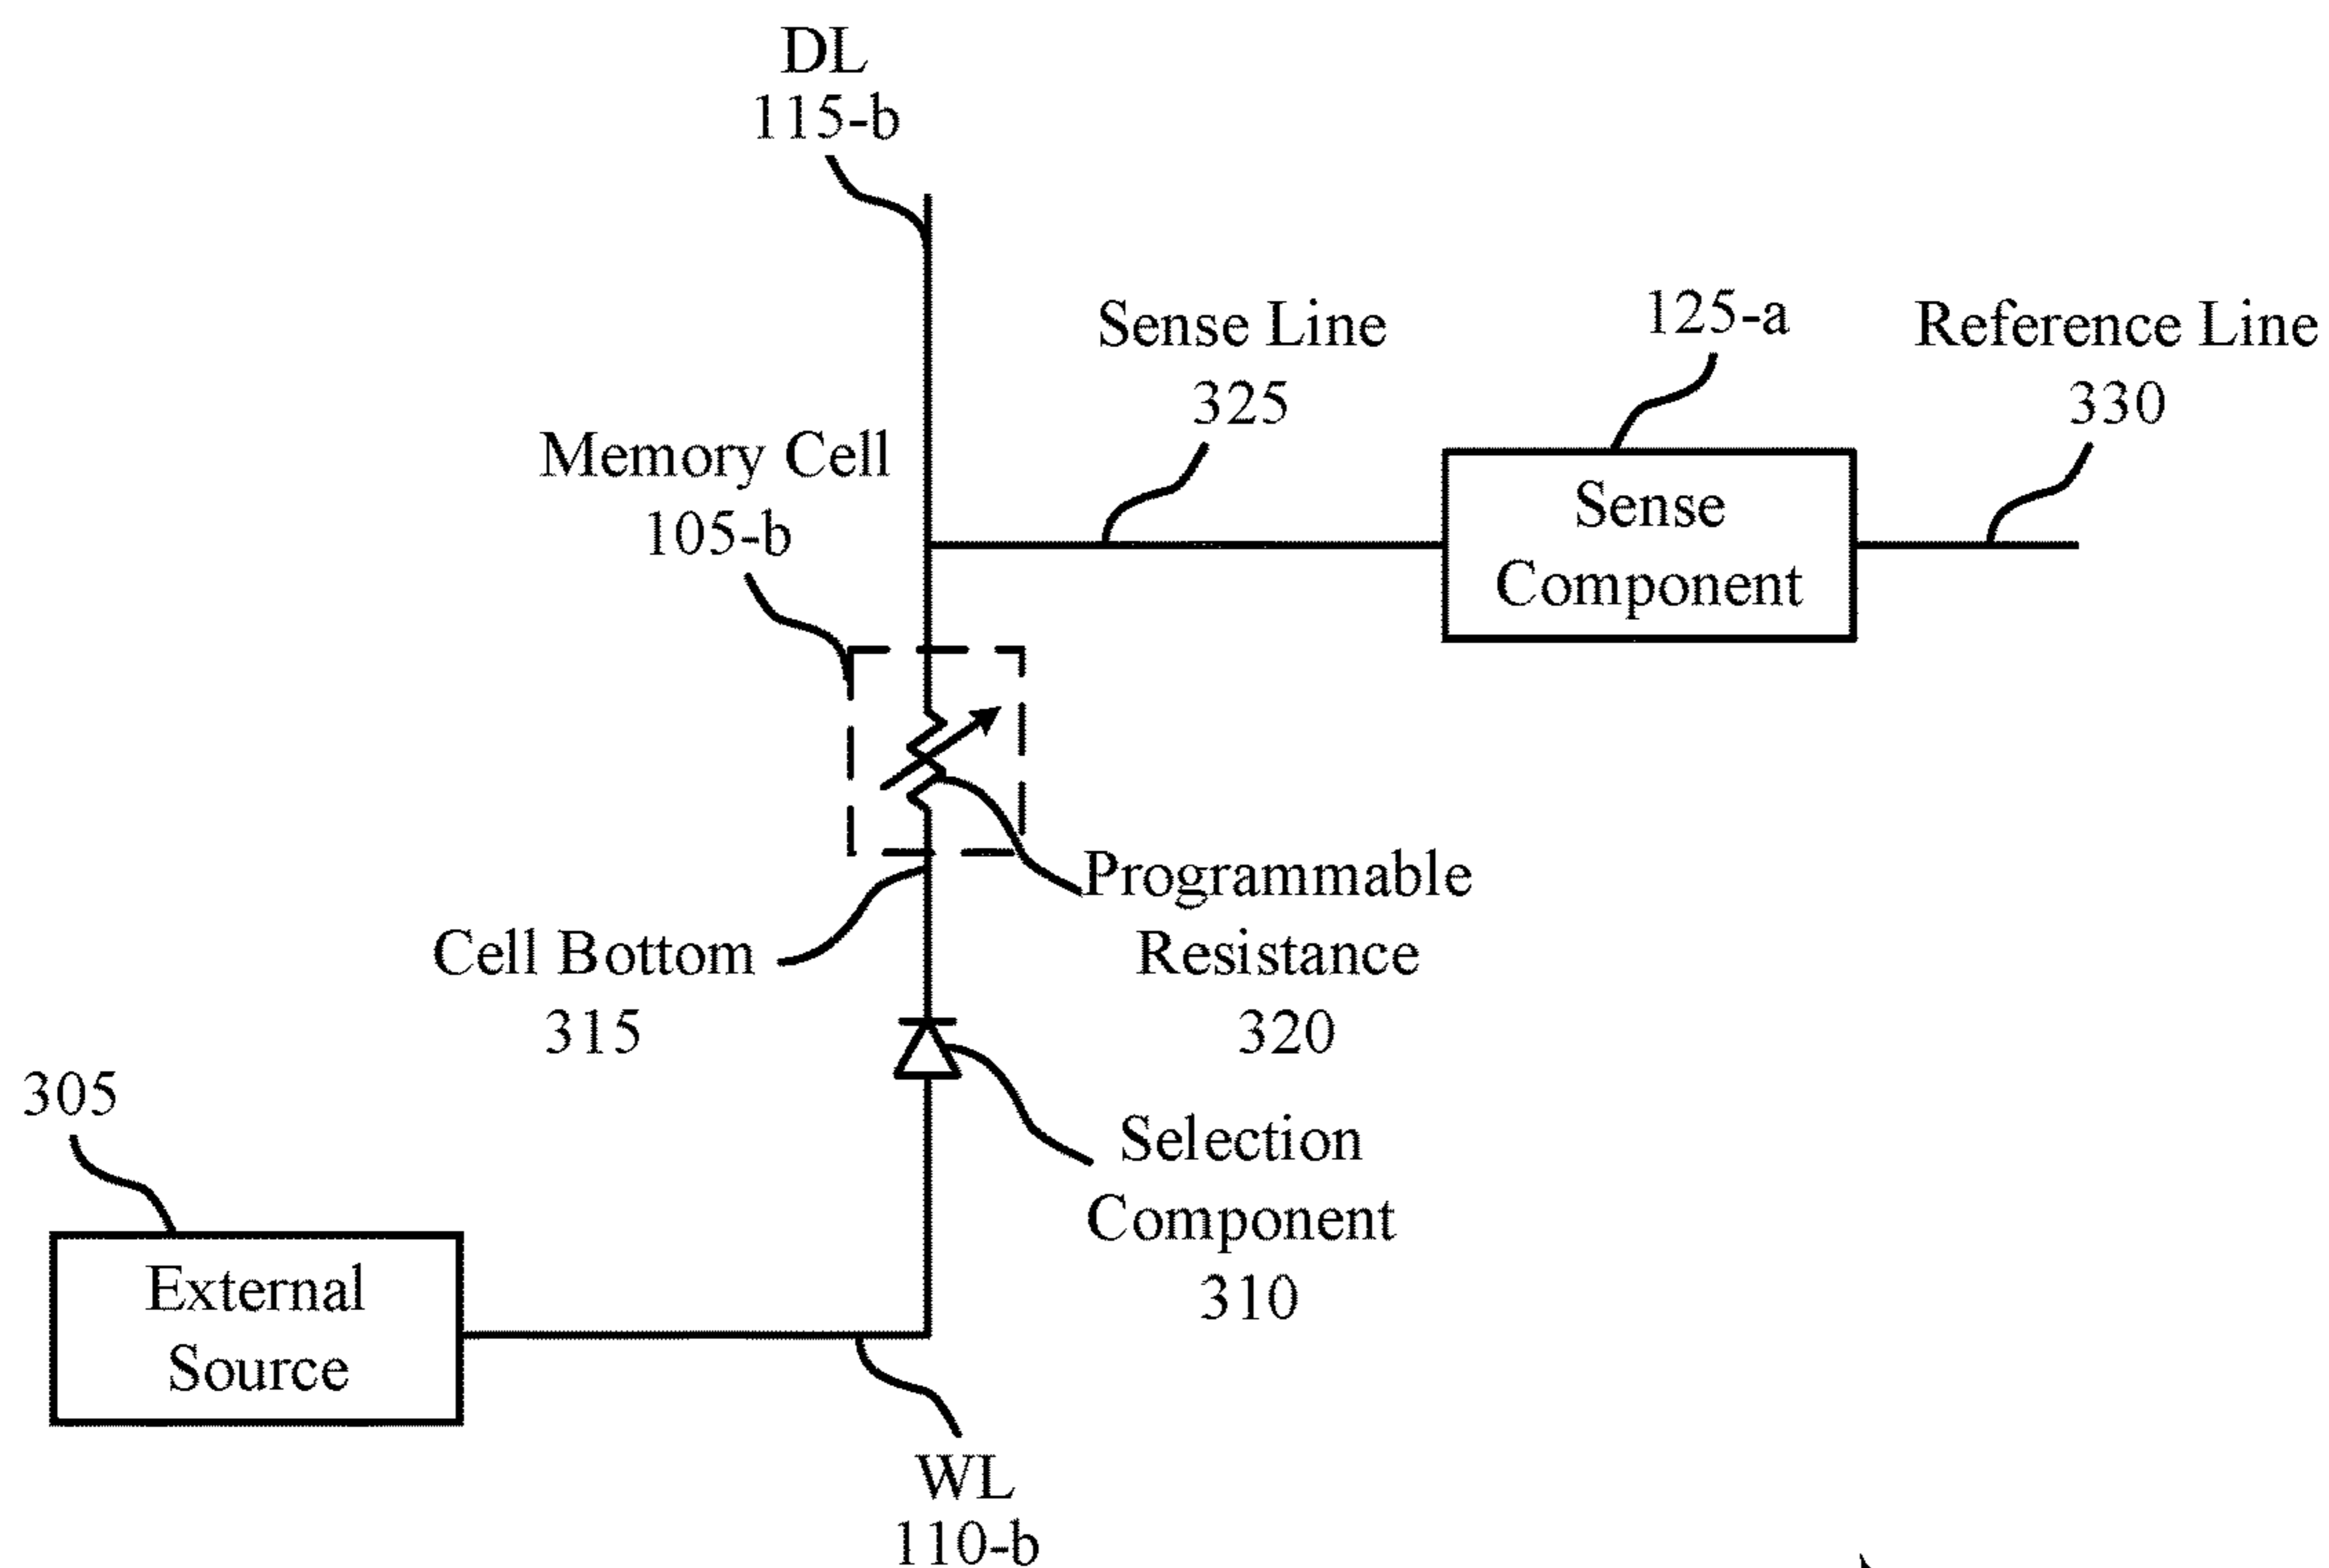 DL
115-b
Sense Line
325
125-a
Reference Line
330
Memory Cell
105-b
Sense
Component
Programmable
Resistance
320
Cell Bottom
315
305
Selection
Component
310
External
Source
WL
110-b